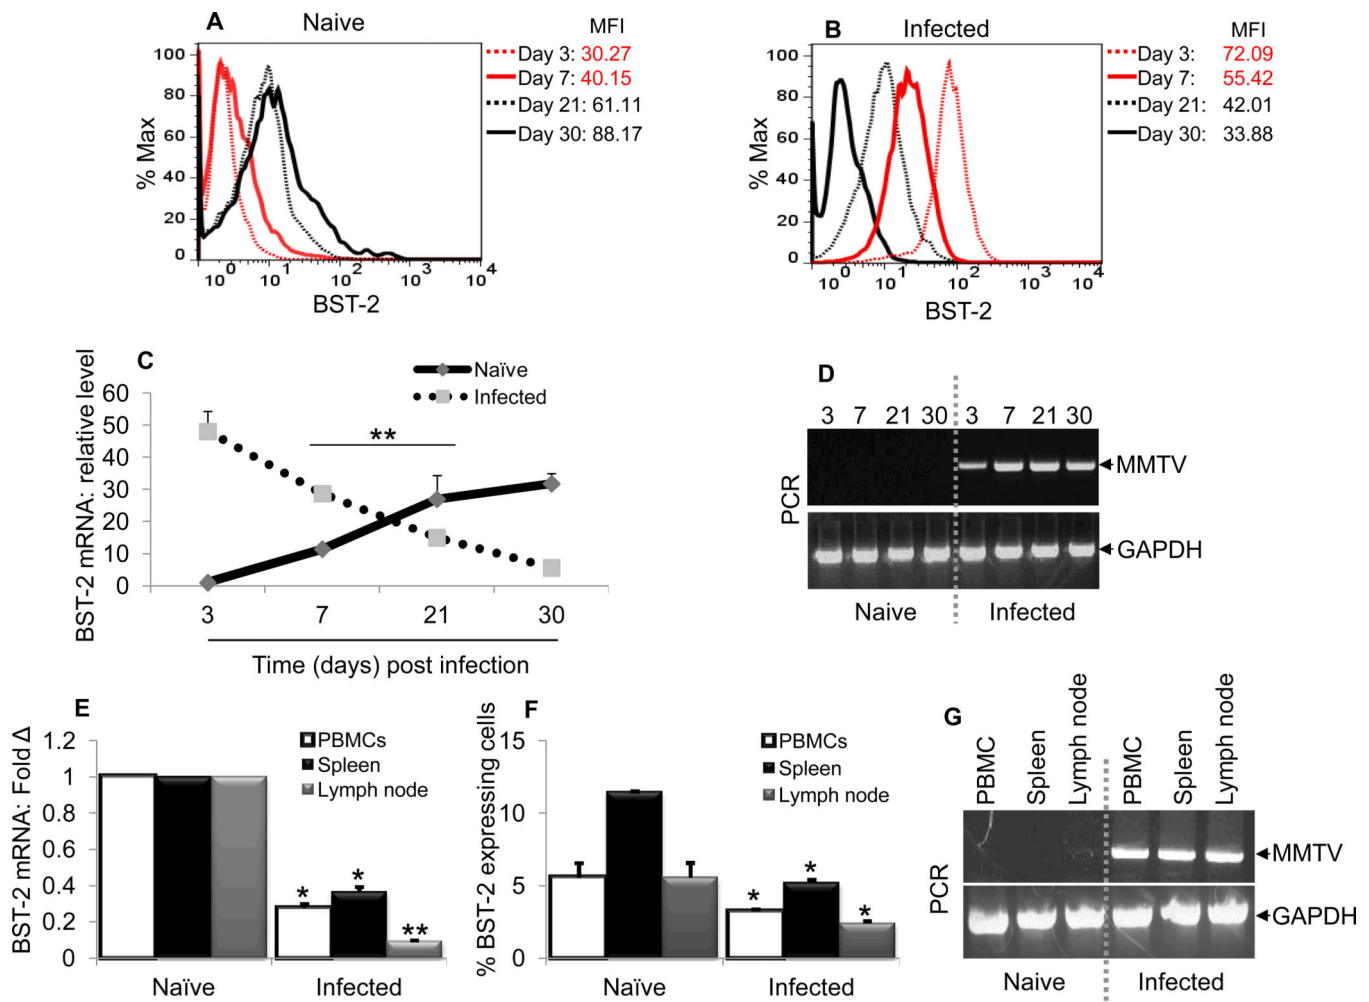 A Naive MFI
% Max
100
80
60
40
20
0
Day 3: 30.27
Day 7: 40.15
Day 21: 61.11
Day 30: 88.17
10 0 10 1 10 2 10 3 10 4
BST-2
B Infected MFI
% Max
100
80
60
40
20
0
Day 3: 72.09
Day 7: 55.42
Day 21: 42.01
Day 30: 33.88
10 0 10 1 10 2 10 3 10 4
BST-2
C
Naïve
Infected
BST-2 mRNA: relative level
60
50
40
30
20
10
0
**
3 7 21 30
Time (days) post infection
D
3 7 21 30 3 7 21 30
PCR
MMTV
GAPDH
Naive Infected
E
BST-2 mRNA: Fold Δ
1.2
1
0.8
0.6
0.4
0.2
0
PBMCs
Spleen
Lymph node
* * **
Naïve Infected
F
% BST-2 expressing cells
15
10
5
0
PBMCs
Spleen
Lymph node
* * *
Naïve Infected
G
PBMC Spleen Lymph node PBMC Spleen Lymph node
PCR
MMTV
GAPDH
Naive Infected